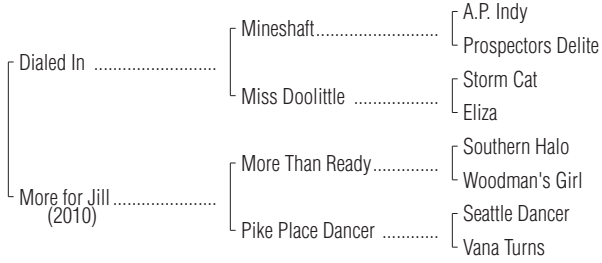 A.P. Indy
Mineshaft
Prospectors Delite
Dialed In
Storm Cat
Miss Doolittle
Eliza
Southern Halo
More Than Ready
Woodman's Girl
More for Jill
(2010)
Seattle Dancer
Pike Place Dancer
Vana Turns